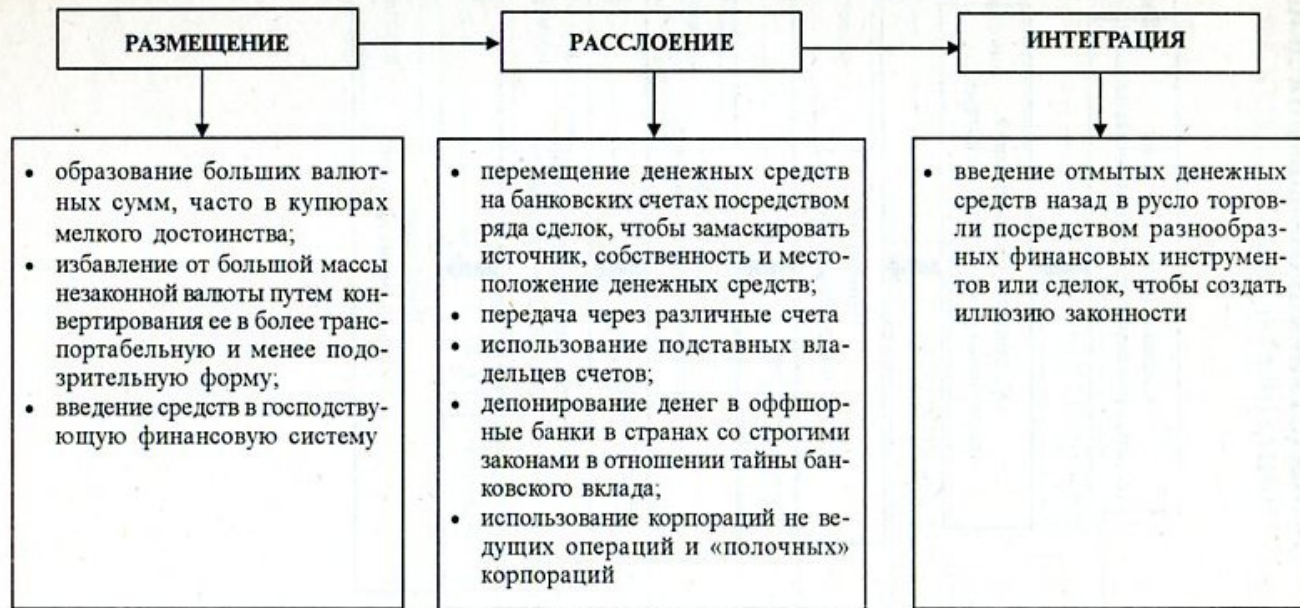 РАЗМЕЩЕНИЕ
РАССЛОЕНИЕ
ИНТЕГРАЦИЯ
• образование больших валют-
ных сумм, часто в купюрах
мелкого достоинства;
• избавление от большой массы
незаконной валюты путем кон-
вертирования ее в более транс-
портабельную и менее подо-
зрительную форму;
• введение средств в господству-
ющую финансовую систему
• перемещение денежных средств
на банковских счетах посредством
ряда сделок, чтобы замаскировать
источник, собственность и место-
положение денежных средств;
• передача через различные счета
• использование подставных вла-
дельцев счетов;
• депонирование денег в оффшор-
ные банки в странах со строгими
законами в отношении тайны бан-
ковского вклада;
• использование корпораций не ве-
дущих операций и «полочных»
корпораций
• введение отмытых денежных
средств назад в русло торгов-
ли посредством разнообраз-
ных финансовых инструмен-
тов или сделок, чтобы создать
иллюзию законности